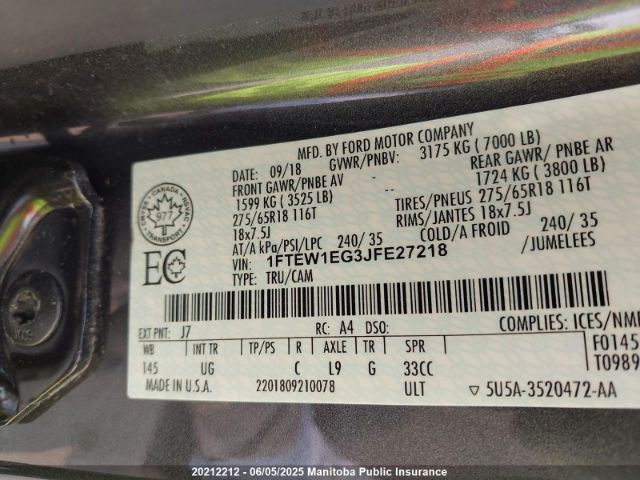 MFD. BY FORD MOTOR COMPANY
DATE: 09/18 GVWR/PNBV: 3175 KG ( 7000 LB)
FRONT GAWR/PNBE AV -- REAR GAWR/ PNBE AR
1599 KG ( 3525 LB) 1724 KG ( 3800 LB)
275/65R18 116T TIRES/PNEUS 275/65R18 116T
18x7.5J RIMS/JANTES 18x7.5J
AT/A kPa/PSI/LPC 240/ 35 COLD/A FROID 240/ 35
VIN: 1FTEW1EG3JFE27218 /JUMELEES
TYPE: TRU/CAM
CANADA
977
TRANSPORT
EC
EXT PNT: J7 RC: A4 DSO: COMPLIES: ICES/NMB
WB INT TR TP/PS R AXLE TR SPR F0145
145 UG C L9 G 33CC T0989
MADE IN U.S.A. 2201809210078 ULT ▽ 5U5A-3520472-AA
20212212 - 06/05/2025 Manitoba Public Insurance